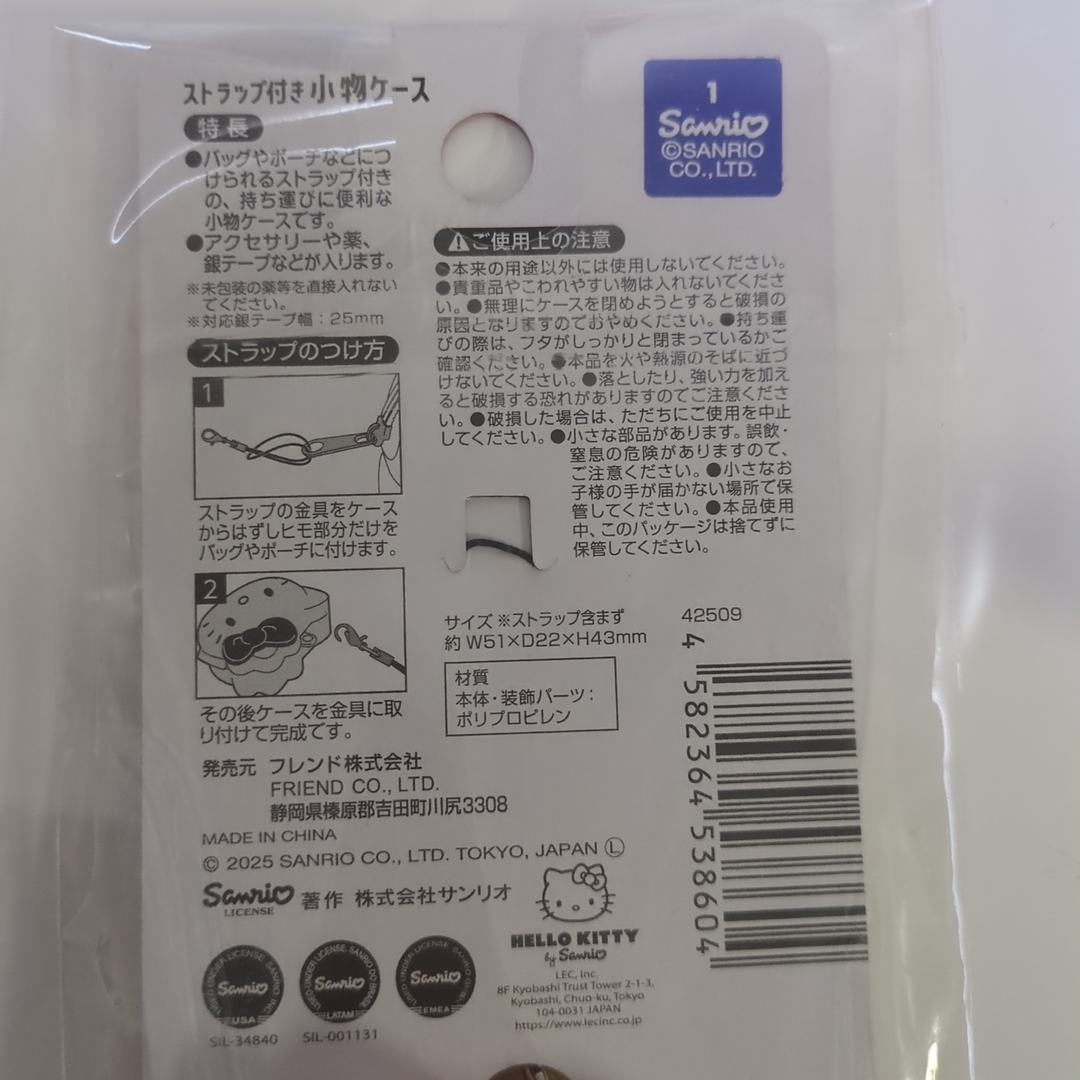 ストラップ付き小物ケース
特長
●バッグやポーチなどにつ
けられるストラップ付き
の、持ち運びに便利な
小物ケースです。
●アクセサリーや薬、
銀テープなどが入ります。
※未包装の薬等を直接入れない
でください。
※対応銀テープ幅：25mm
ストラップのつけ方
1
ストラップの金具をケース
からはずしヒモ部分だけを
バッグやポーチに付けます。
2
その後ケースを金具に取
り付けて完成です。
1
Sanrio
©SANRIO
CO.,LTD.
⚠ご使用上の注意
●本来の用途以外には使用しないでください。
●貴重品やこわれやすい物は入れないでくださ
い。●無理にケースを閉めようとすると破損の
原因となりますのでおやめください。●持ち運
びの際は、フタがしっかりと閉まっているかご
確認ください。●本品を火や熱源のそばに近づ
けないでください。●落としたり、強い力を加え
ると破損する恐れがありますのでご注意くださ
い。●破損した場合は、ただちにご使用を中止
してください。●小さな部品があります。誤飲・
窒息の危険がありますので、
ご注意ください。●小さなお
子様の手が届かない場所で保
管してください。●本品使用
中、このパッケージは捨てずに
保管してください。
サイズ ※ストラップ含まず
約 W51×D22×H43mm
材質
本体・装飾パーツ：
ポリプロピレン
42509
4 582364 538604
発売元 フレンド株式会社
FRIEND CO., LTD.
静岡県榛原郡吉田町川尻3308
MADE IN CHINA
© 2025 SANRIO CO., LTD. TOKYO, JAPAN Ⓛ
Sanrio
LICENSE
著作 株式会社サンリオ
HELLO KITTY
by Sanrio
LEC, Inc.
8F Kyobashi Trust Tower 2-1-3,
Kyobashi, Chuo-ku, Tokyo
104-0031 JAPAN
https://www.lecinc.co.jp
USED UNDER LICENSE. SANRIO INC.
Sanrio
USA
SIL-34840
USED UNDER LICENSE. SANRIO DO BRASIL
Sanrio
LATAM
SIL-001131
USED UNDER LICENSE. SANRIO
Sanrio
EMEA